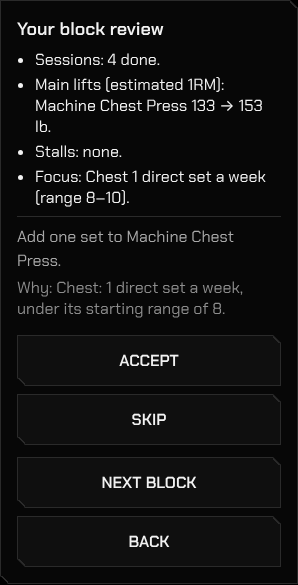 Your block review
• Sessions: 4 done.
• Main lifts (estimated 1RM):
Machine Chest Press 133 → 153
lb.
• Stalls: none.
• Focus: Chest 1 direct set a week
(range 8–10).
Add one set to Machine Chest
Press.
Why: Chest: 1 direct set a week,
under its starting range of 8.
ACCEPT
SKIP
NEXT BLOCK
BACK